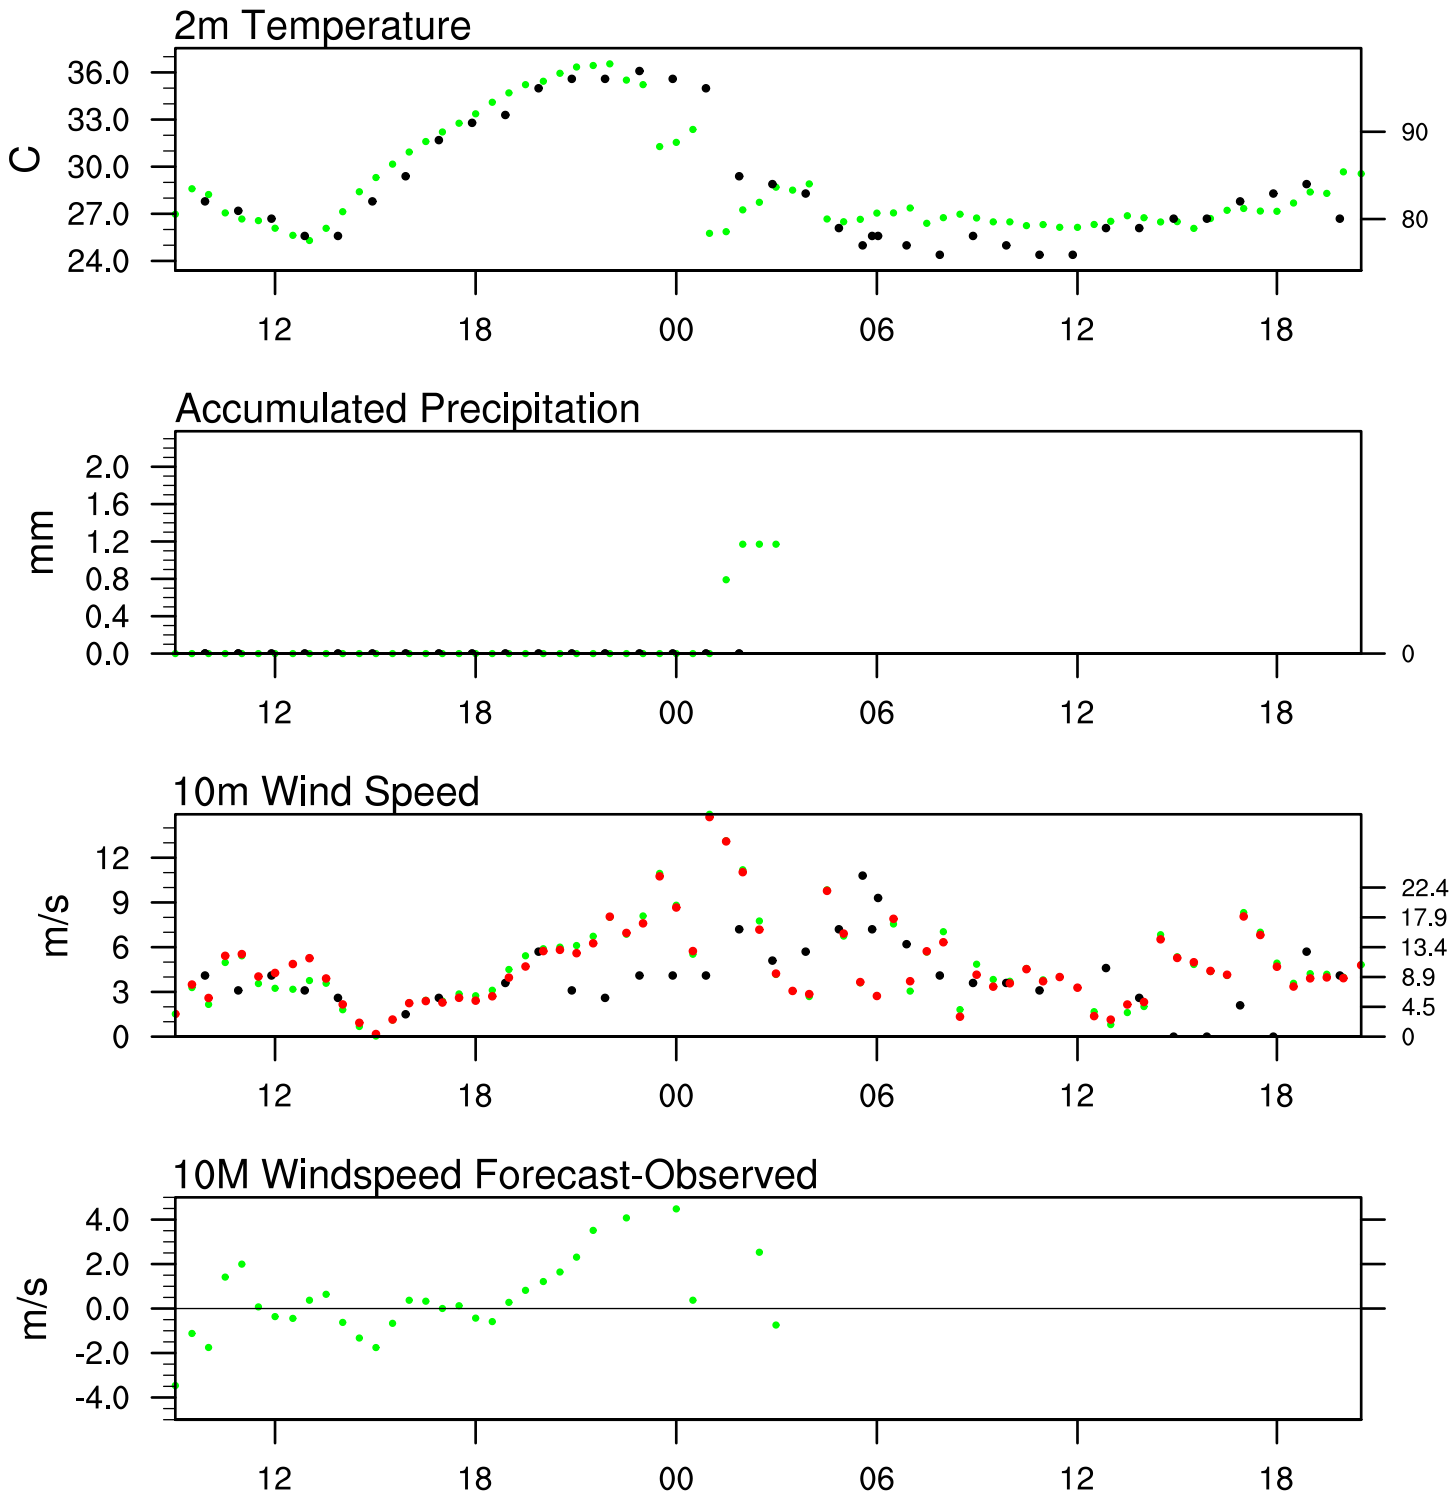 2m Temperature
36.0
33.0
30.0
27.0
24.0
C
90
80
12 18 00 06 12 18
Accumulated Precipitation
2.0
1.6
1.2
0.8
0.4
0.0
mm
0
12 18 00 06 12 18
10m Wind Speed
12
9
6
3
0
m/s
22.4
17.9
13.4
8.9
4.5
0
12 18 00 06 12 18
10M Windspeed Forecast-Observed
4.0
2.0
0.0
-2.0
-4.0
m/s
12 18 00 06 12 18